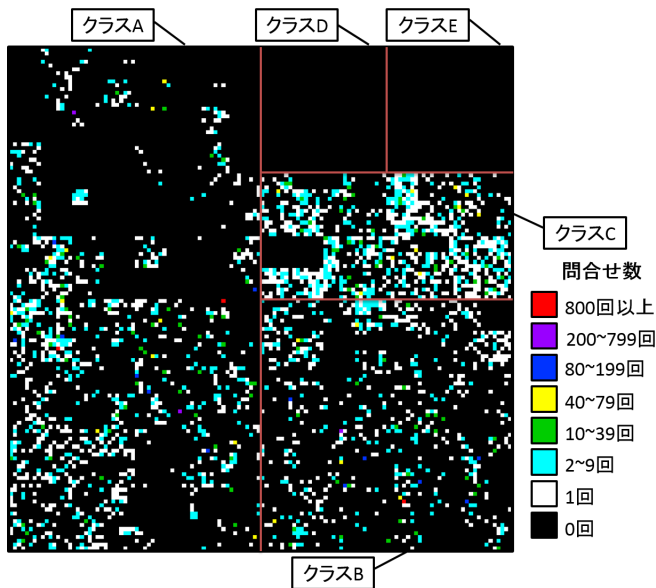 クラスA
クラスD
クラスE
クラスC
問合せ数
800回以上
200~799回
80~199回
40~79回
10~39回
2~9回
1回
0回
クラスB